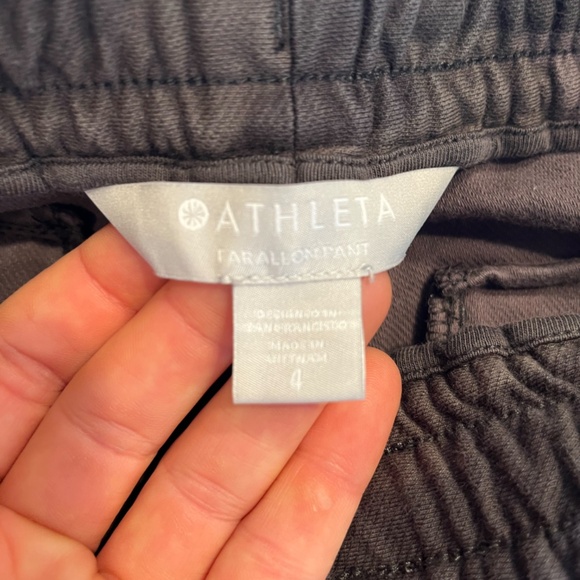 ATHLETA
FARALLON PANT
DESIGNED IN
SAN FRANCISCO
MADE IN
VIETNAM
4